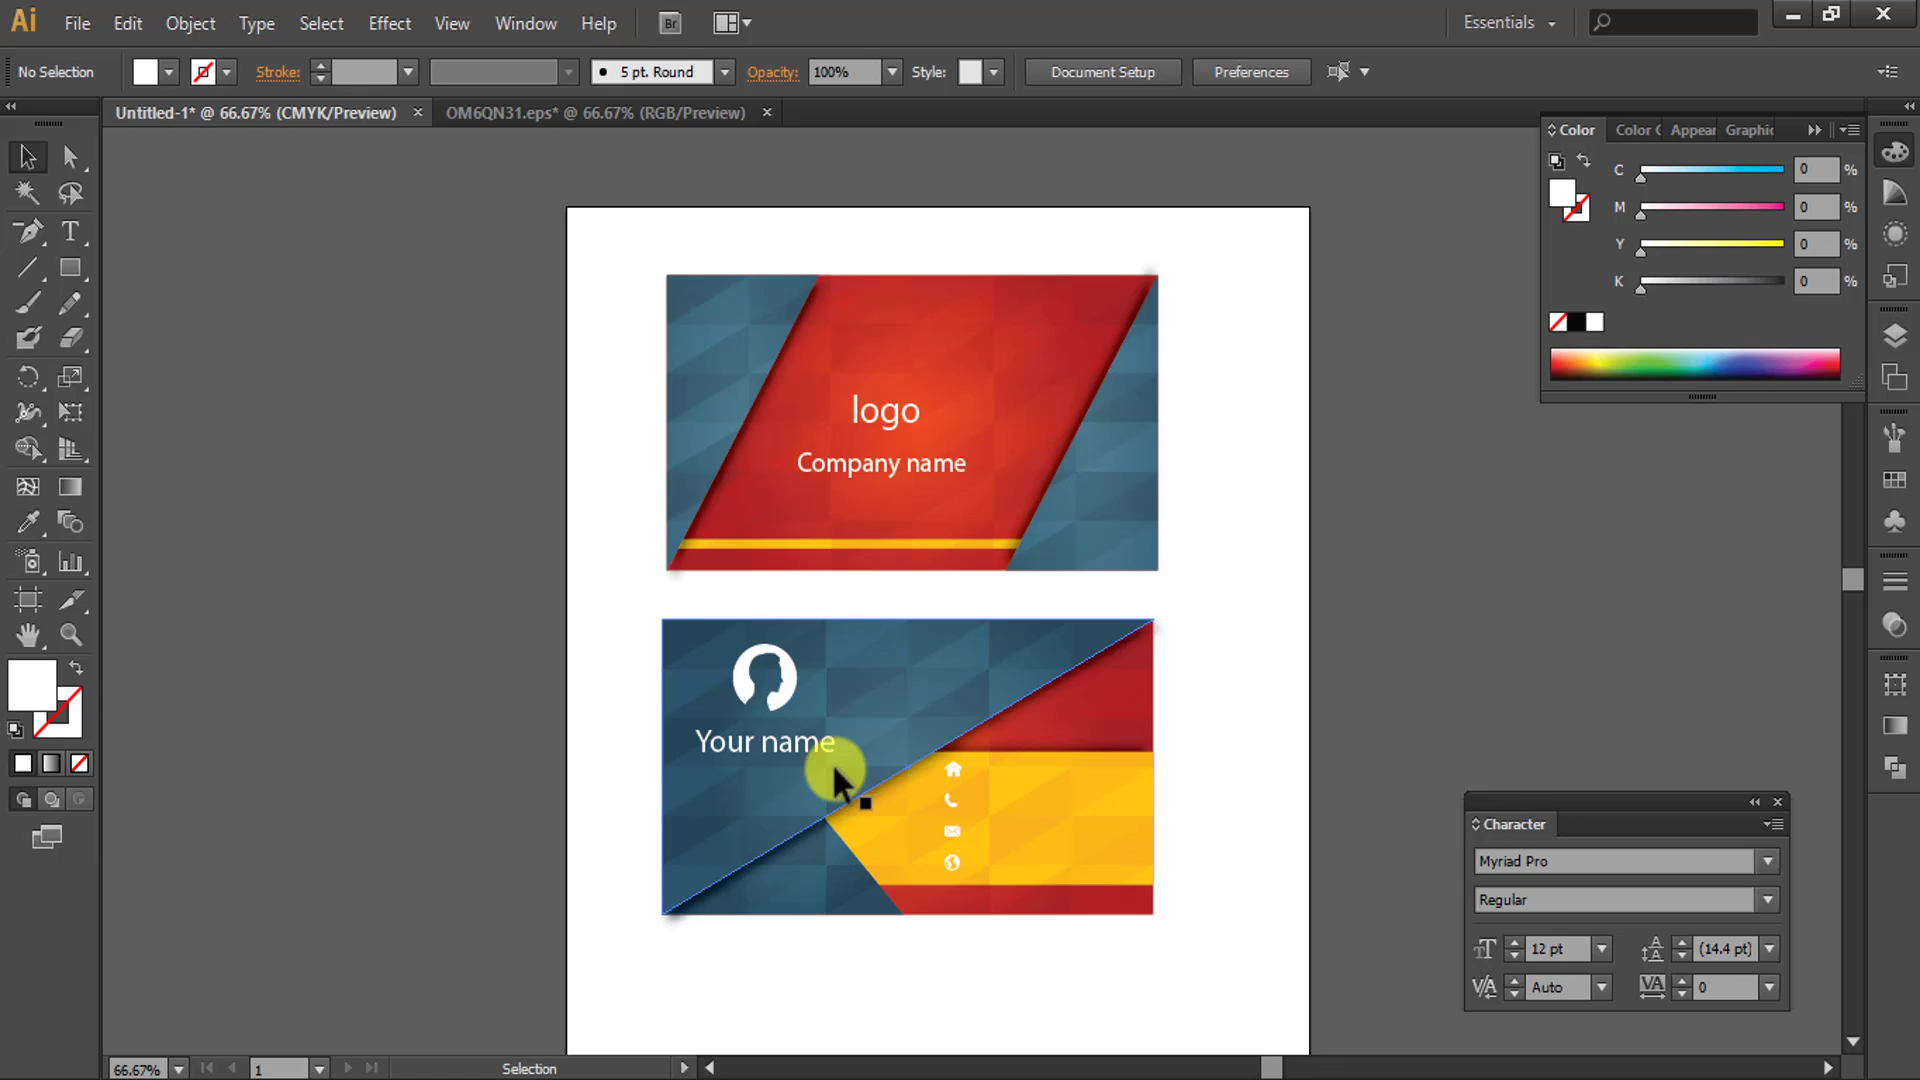 Ai File Edit Object Type Select Effect View Window Help Br Essentials
No Selection Stroke: 5 pt. Round Opacity: 100% Style: Document Setup Preferences
Untitled-1* @ 66.67% (CMYK/Preview) OM6QN31.eps* @ 66.67% (RGB/Preview)
Color Color G Appear Graphic
C 0 %
M 0 %
Y 0 %
K 0 %
logo
Company name
Your name
Character
Myriad Pro
Regular
12 pt (14.4 pt)
Auto 0
66.67% 1 Selection